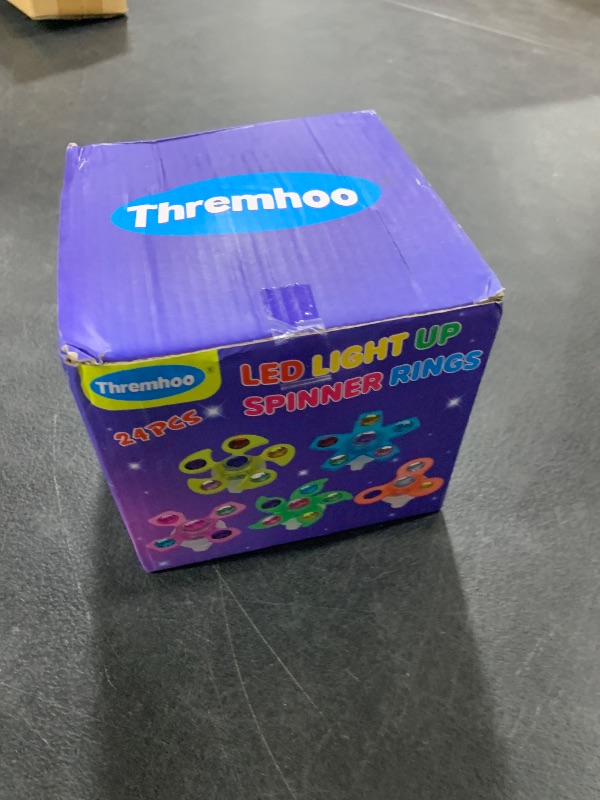 Thremhoo
Thremhoo®
LED LIGHT UP
SPINNER RINGS
24PCS